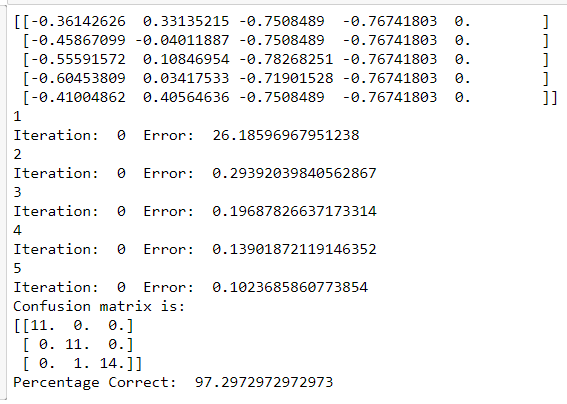 [[-0.36142626  0.33135215 -0.7508489  -0.76741803  0.        ]
 [-0.45867099 -0.04011887 -0.7508489  -0.76741803  0.        ]
 [-0.55591572  0.10846954 -0.78268251 -0.76741803  0.        ]
 [-0.60453809  0.03417533 -0.71901528 -0.76741803  0.        ]
 [-0.41004862  0.40564636 -0.7508489  -0.76741803  0.        ]]
1
Iteration:  0  Error:  26.18596967951238
2
Iteration:  0  Error:  0.29392039840562867
3
Iteration:  0  Error:  0.19687826637173314
4
Iteration:  0  Error:  0.13901872119146352
5
Iteration:  0  Error:  0.1023685860773854
Confusion matrix is:
[[11.  0.  0.]
 [ 0. 11.  0.]
 [ 0.  1. 14.]]
Percentage Correct:  97.2972972972973